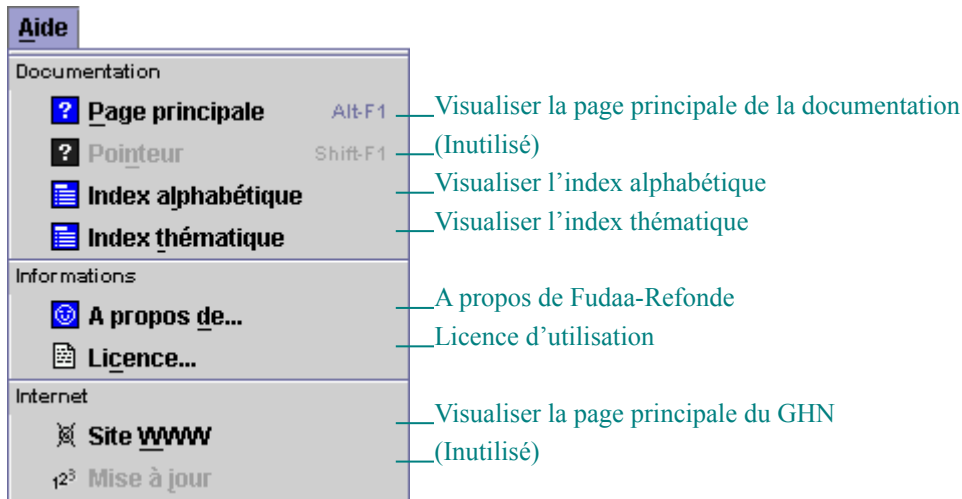 Aide
Documentation
Page principale Alt-F1 Visualiser la page principale de la documentation
Pointeur Shift-F1 (Inutilisé)
Index alphabétique Visualiser l’index alphabétique
Index thématique Visualiser l’index thématique
Informations
A propos de... A propos de Fudaa-Refonde
Licence... Licence d’utilisation
Internet
Site WWW Visualiser la page principale du GHN
Mise à jour (Inutilisé)